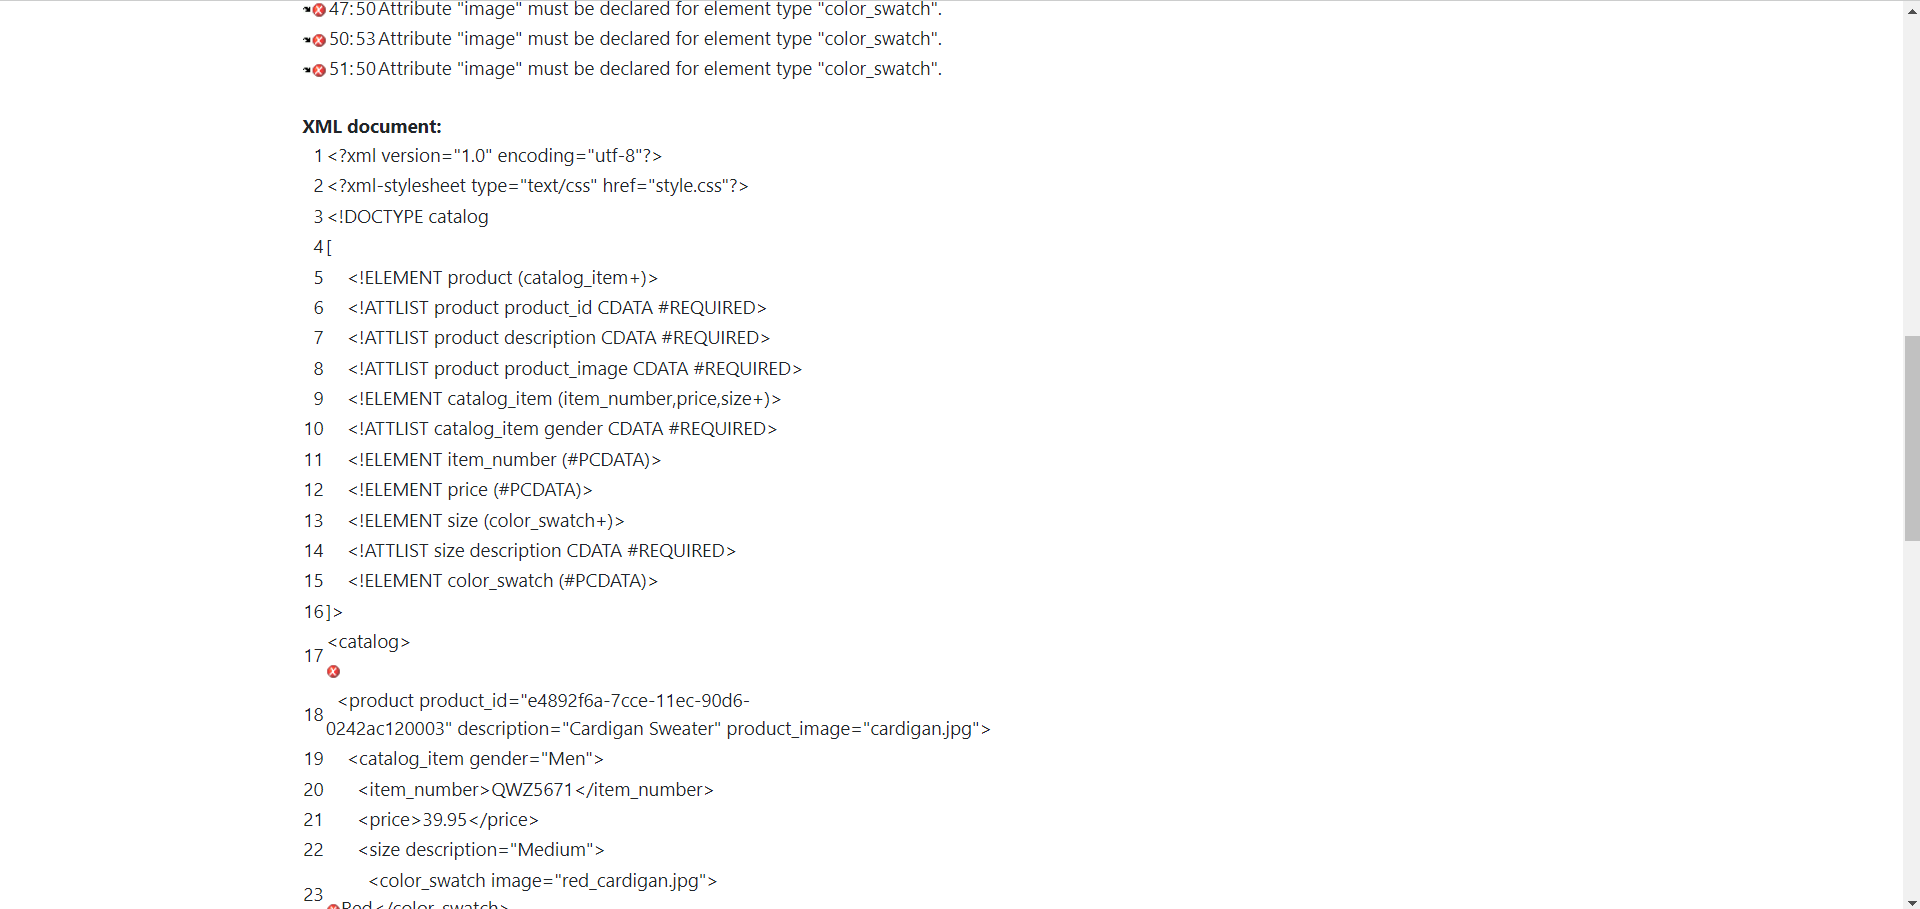 47:50 Attribute "image" must be declared for element type "color_swatch".
50:53 Attribute "image" must be declared for element type "color_swatch".
51:50 Attribute "image" must be declared for element type "color_swatch".
XML document:
1 <?xml version="1.0" encoding="utf-8"?>
2 <?xml-stylesheet type="text/css" href="style.css"?>
3 <!DOCTYPE catalog
4 [
5 <!ELEMENT product (catalog_item+)>
6 <!ATTLIST product product_id CDATA #REQUIRED>
7 <!ATTLIST product description CDATA #REQUIRED>
8 <!ATTLIST product product_image CDATA #REQUIRED>
9 <!ELEMENT catalog_item (item_number,price,size+)>
10 <!ATTLIST catalog_item gender CDATA #REQUIRED>
11 <!ELEMENT item_number (#PCDATA)>
12 <!ELEMENT price (#PCDATA)>
13 <!ELEMENT size (color_swatch+)>
14 <!ATTLIST size description CDATA #REQUIRED>
15 <!ELEMENT color_swatch (#PCDATA)>
16 ]>
17 <catalog>
18 <product product_id="e4892f6a-7cce-11ec-90d6-
0242ac120003" description="Cardigan Sweater" product_image="cardigan.jpg">
19 <catalog_item gender="Men">
20 <item_number>QWZ5671</item_number>
21 <price>39.95</price>
22 <size description="Medium">
23 <color_swatch image="red_cardigan.jpg">
Red</color_swatch>